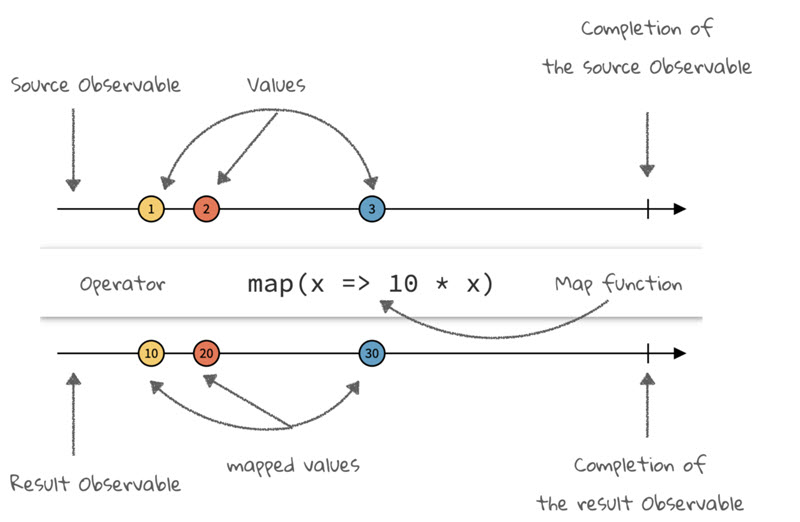 Completion of
the source Observable
Source Observable
Values
1
2
3
Operator
map(x => 10 * x)
Map function
10
20
30
mapped values
Completion of
the result Observable
Result Observable